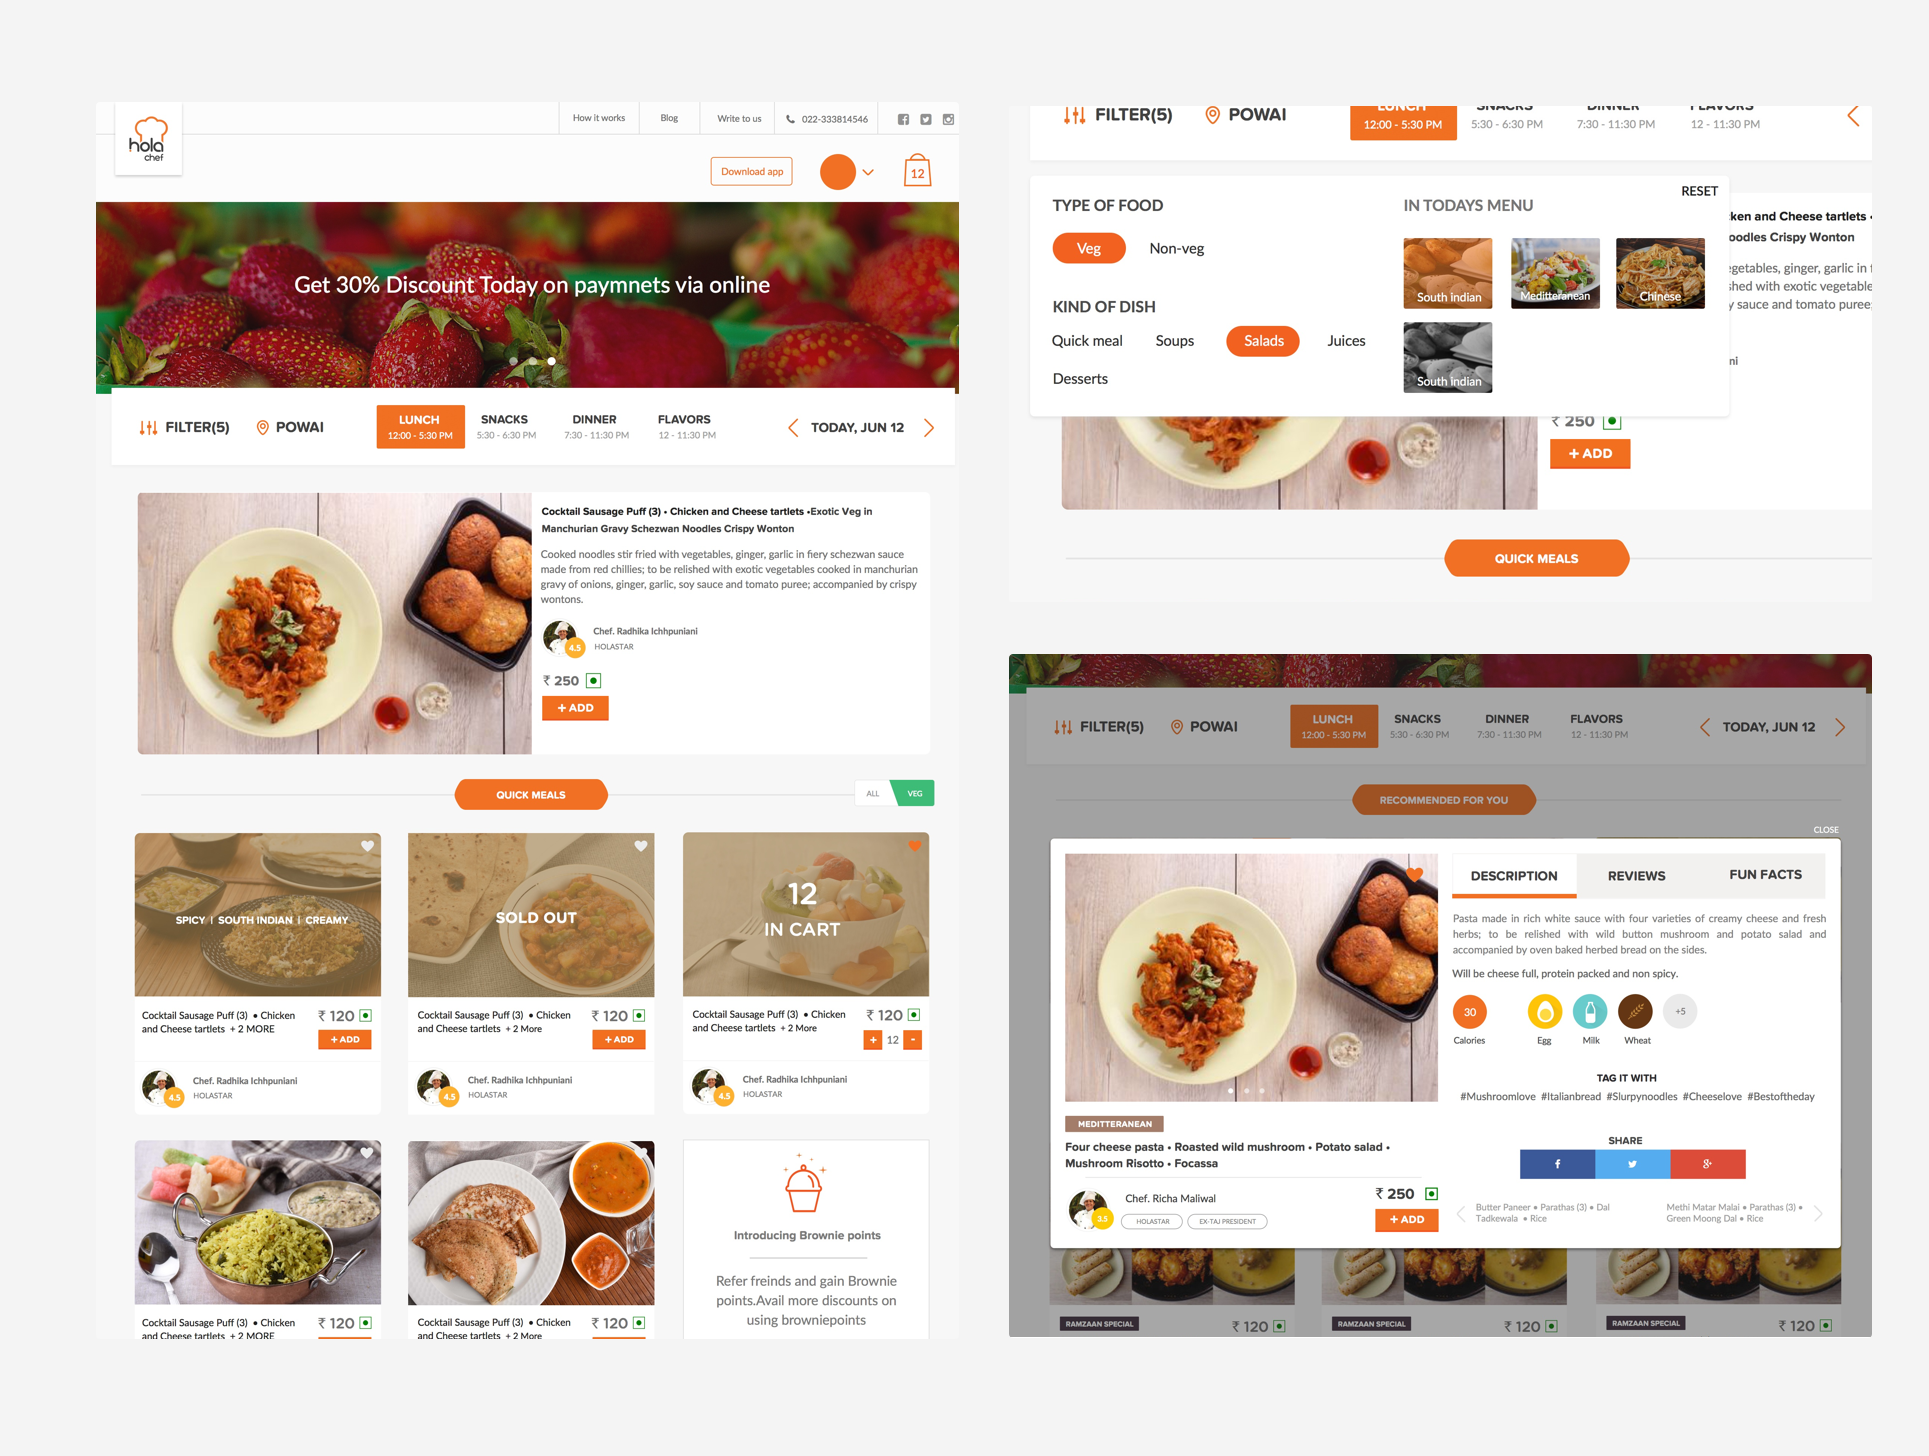 hola
chef
How it works
Blog
Write to us
022-333814546
Download app
12
Get 30% Discount Today on paymnets via online
FILTER(5)
POWAI
LUNCH
12:00 - 5:30 PM
SNACKS
5:30 - 6:30 PM
DINNER
7:30 - 11:30 PM
FLAVORS
12 - 11:30 PM
TODAY, JUN 12
Cocktail Sausage Puff (3) • Chicken and Cheese tartlets •Exotic Veg in
Manchurian Gravy Schezwan Noodles Crispy Wonton
Cooked noodles stir fried with vegetables, ginger, garlic in fiery schezwan sauce
made from red chillies; to be relished with exotic vegetables cooked in manchurian
gravy of onions, ginger, garlic, soy sauce and tomato puree; accompanied by crispy
wontons.
4.5
Chef. Radhika Ichhpuniani
HOLASTAR
₹ 250
+ ADD
QUICK MEALS
ALL
VEG
SPICY | SOUTH INDIAN | CREAMY
Cocktail Sausage Puff (3) • Chicken
and Cheese tartlets + 2 MORE
₹ 120
+ ADD
4.5
Chef. Radhika Ichhpuniani
HOLASTAR
SOLD OUT
Cocktail Sausage Puff (3) • Chicken
and Cheese tartlets + 2 More
₹ 120
+ ADD
4.5
Chef. Radhika Ichhpuniani
HOLASTAR
12
IN CART
Cocktail Sausage Puff (3) • Chicken
and Cheese tartlets + 2 More
₹ 120
+ 12 -
4.5
Chef. Radhika Ichhpuniani
HOLASTAR
Cocktail Sausage Puff (3) • Chicken
and Cheese tartlets + 2 MORE
₹ 120
Cocktail Sausage Puff (3) • Chicken
and Cheese tartlets + 2 More
₹ 120
Introducing Brownie points
Refer freinds and gain Brownie
points.Avail more discounts on
using browniepoints
FILTER(5)
POWAI
LUNCH
12:00 - 5:30 PM
SNACKS
5:30 - 6:30 PM
DINNER
7:30 - 11:30 PM
FLAVORS
12 - 11:30 PM
RESET
TYPE OF FOOD
Veg
Non-veg
KIND OF DISH
Quick meal
Soups
Salads
Juices
Desserts
IN TODAYS MENU
South indian
Mediterranean
Chinese
South indian
ken and Cheese tartlets •
oodles Crispy Wonton
egetables, ginger, garlic in
shed with exotic vegetable
y sauce and tomato puree;
ni
₹ 250
+ ADD
QUICK MEALS
FILTER(5)
POWAI
LUNCH
12:00 - 5:30 PM
SNACKS
5:30 - 6:30 PM
DINNER
7:30 - 11:30 PM
FLAVORS
12 - 11:30 PM
TODAY, JUN 12
RECOMMENDED FOR YOU
CLOSE
MEDITTERANEAN
Four cheese pasta • Roasted wild mushroom • Potato salad •
Mushroom Risotto • Focassa
3.5
Chef. Richa Maliwal
HOLASTAR
EX-TAJ PRESIDENT
₹ 250
+ ADD
DESCRIPTION
REVIEWS
FUN FACTS
Pasta made in rich white sauce with four varieties of creamy cheese and fresh
herbs; to be relished with wild button mushroom and potato salad and
accompanied by oven baked herbed bread on the sides.
Will be cheese full, protein packed and non spicy.
30
+5
Calories
Egg
Milk
Wheat
TAG IT WITH
#Mushroomlove #Italianbread #Slurpynoodles #Cheeselove #Bestoftheday
SHARE
f
g+
Butter Paneer • Parathas (3) • Dal
Tadkewala • Rice
Methi Matar Malai • Parathas (3) •
Green Moong Dal • Rice
RAMZAAN SPECIAL
₹ 120
RAMZAAN SPECIAL
₹ 120
RAMZAAN SPECIAL
₹ 120